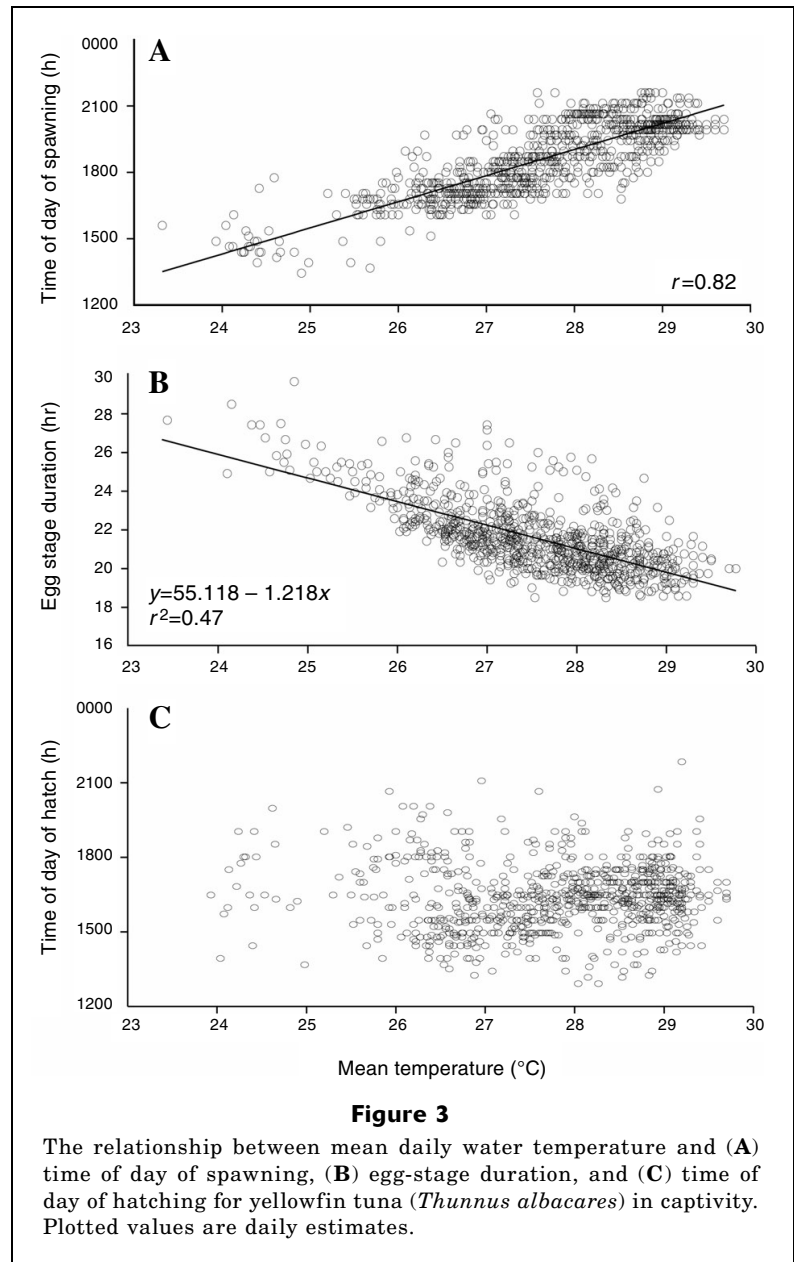 A
Time of day of spawning (h)
0000
2100
1800
1500
1200
r=0.82
23 24 25 26 27 28 29 30
B
Egg stage duration (hr)
30
28
26
24
22
20
18
16
y=55.118 – 1.218x
r²=0.47
23 24 25 26 27 28 29 30
C
Time of day of hatch (h)
0000
2100
1800
1500
1200
23 24 25 26 27 28 29 30
Mean temperature (°C)
Figure 3
The relationship between mean daily water temperature and (A)
time of day of spawning, (B) egg-stage duration, and (C) time of
day of hatching for yellowfin tuna (Thunnus albacares) in captivity.
Plotted values are daily estimates.